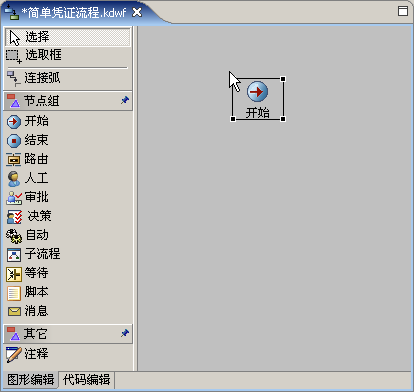 *简单凭证流程.kdwf
选择
选取框
连接弧
节点组
开始
结束
路由
人工
审批
决策
自动
子流程
等待
脚本
消息
其它
注释
开始
图形编辑 代码编辑